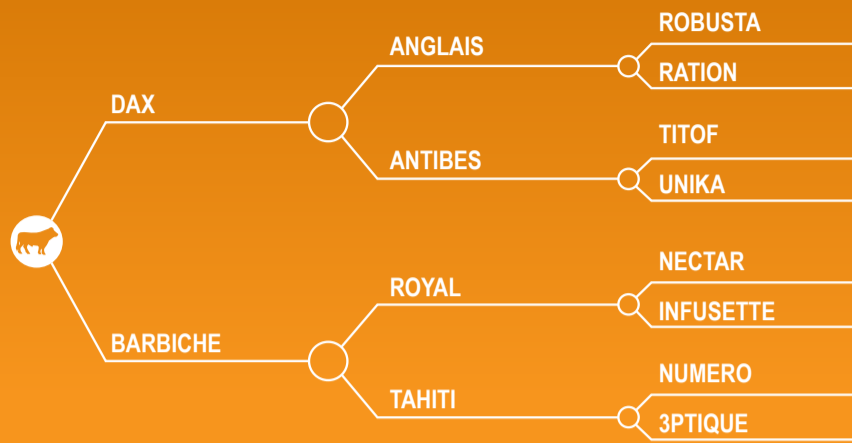 ROBUSTA
ANGLAIS
RATION
DAX
TITOF
ANTIBES
UNIKA
NECTAR
ROYAL
INFUSETTE
BARBICHE
NUMERO
TAHITI
3PTIQUE